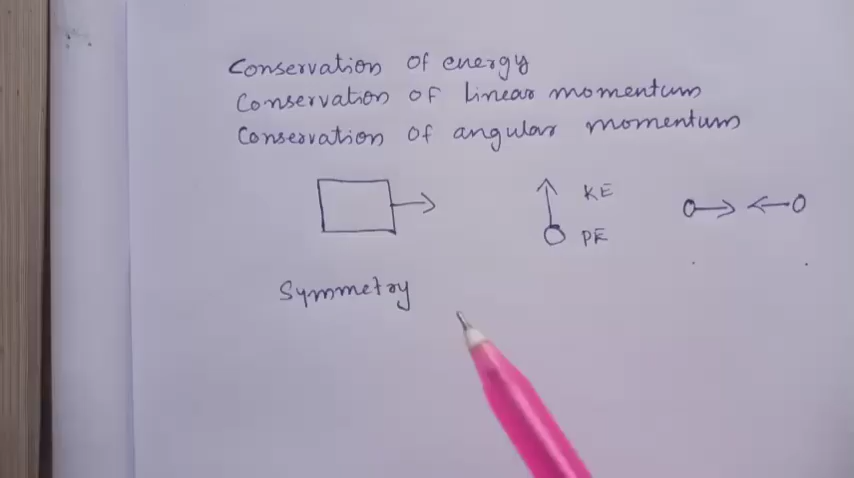 Conservation of energy
Conservation of linear momentum
Conservation of angular momentum
KE
PE
Symmetry